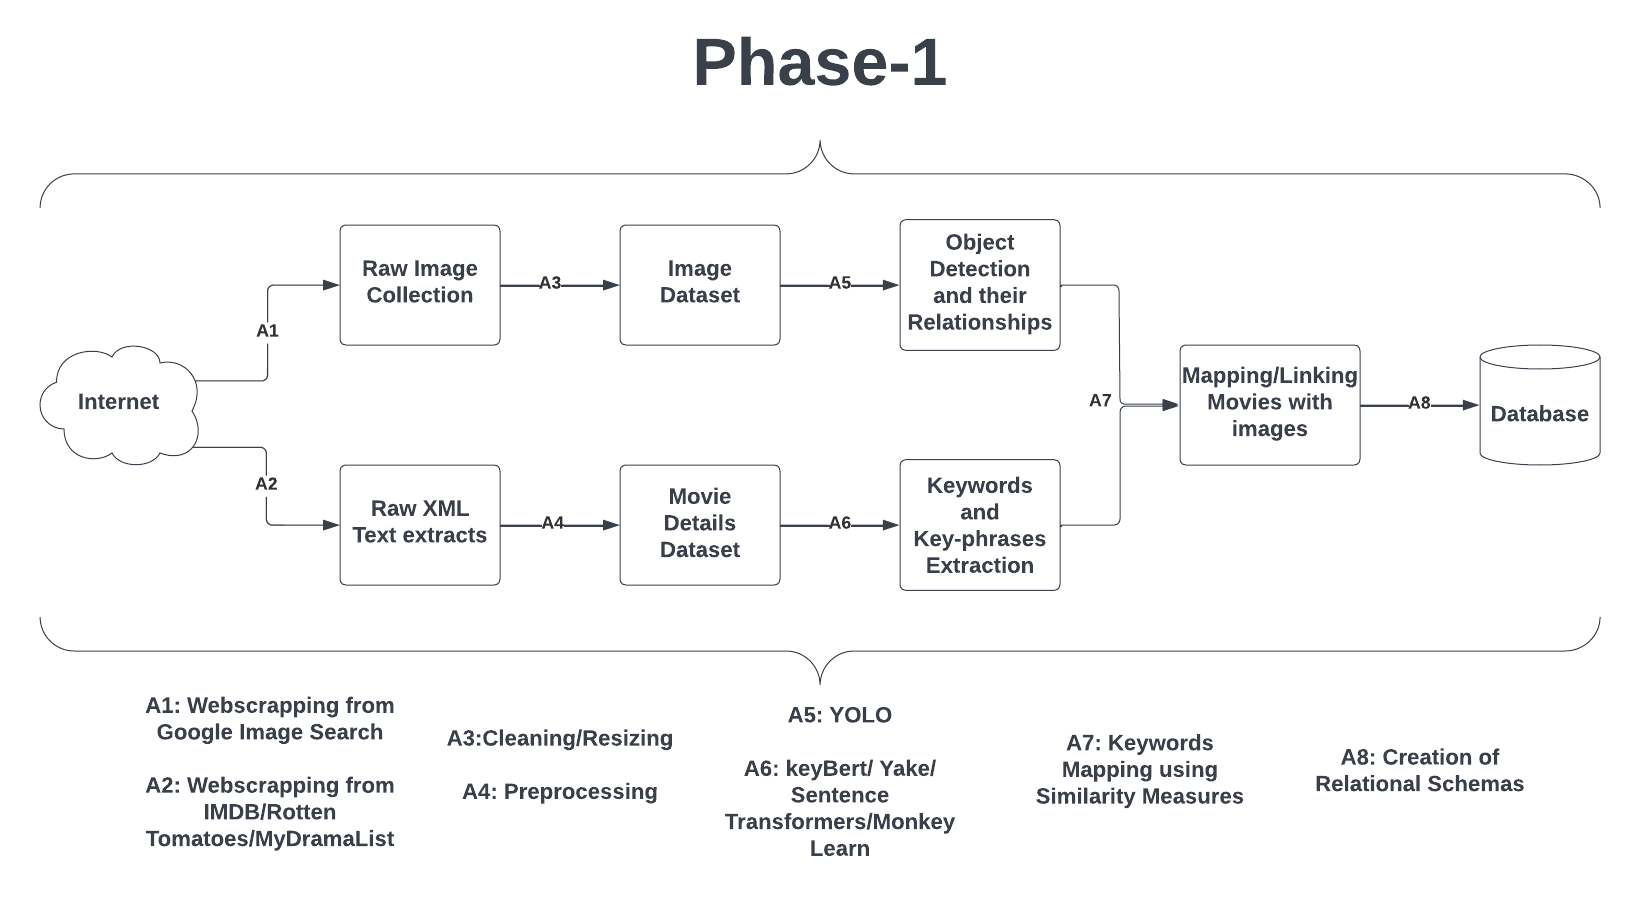 Phase-1
Raw Image
Collection
A3
Image
Dataset
A5
Object
Detection
and their
Relationships
A1
Internet
A2
Raw XML
Text extracts
A4
Movie
Details
Dataset
A6
Keywords
and
Key-phrases
Extraction
A7
Mapping/Linking
Movies with
images
A8
Database
A1: Webscrapping from
Google Image Search
A2: Webscrapping from
IMDB/Rotten
Tomatoes/MyDramaList
A3:Cleaning/Resizing
A4: Preprocessing
A5: YOLO
A6: keyBert/ Yake/
Sentence
Transformers/Monkey
Learn
A7: Keywords
Mapping using
Similarity Measures
A8: Creation of
Relational Schemas